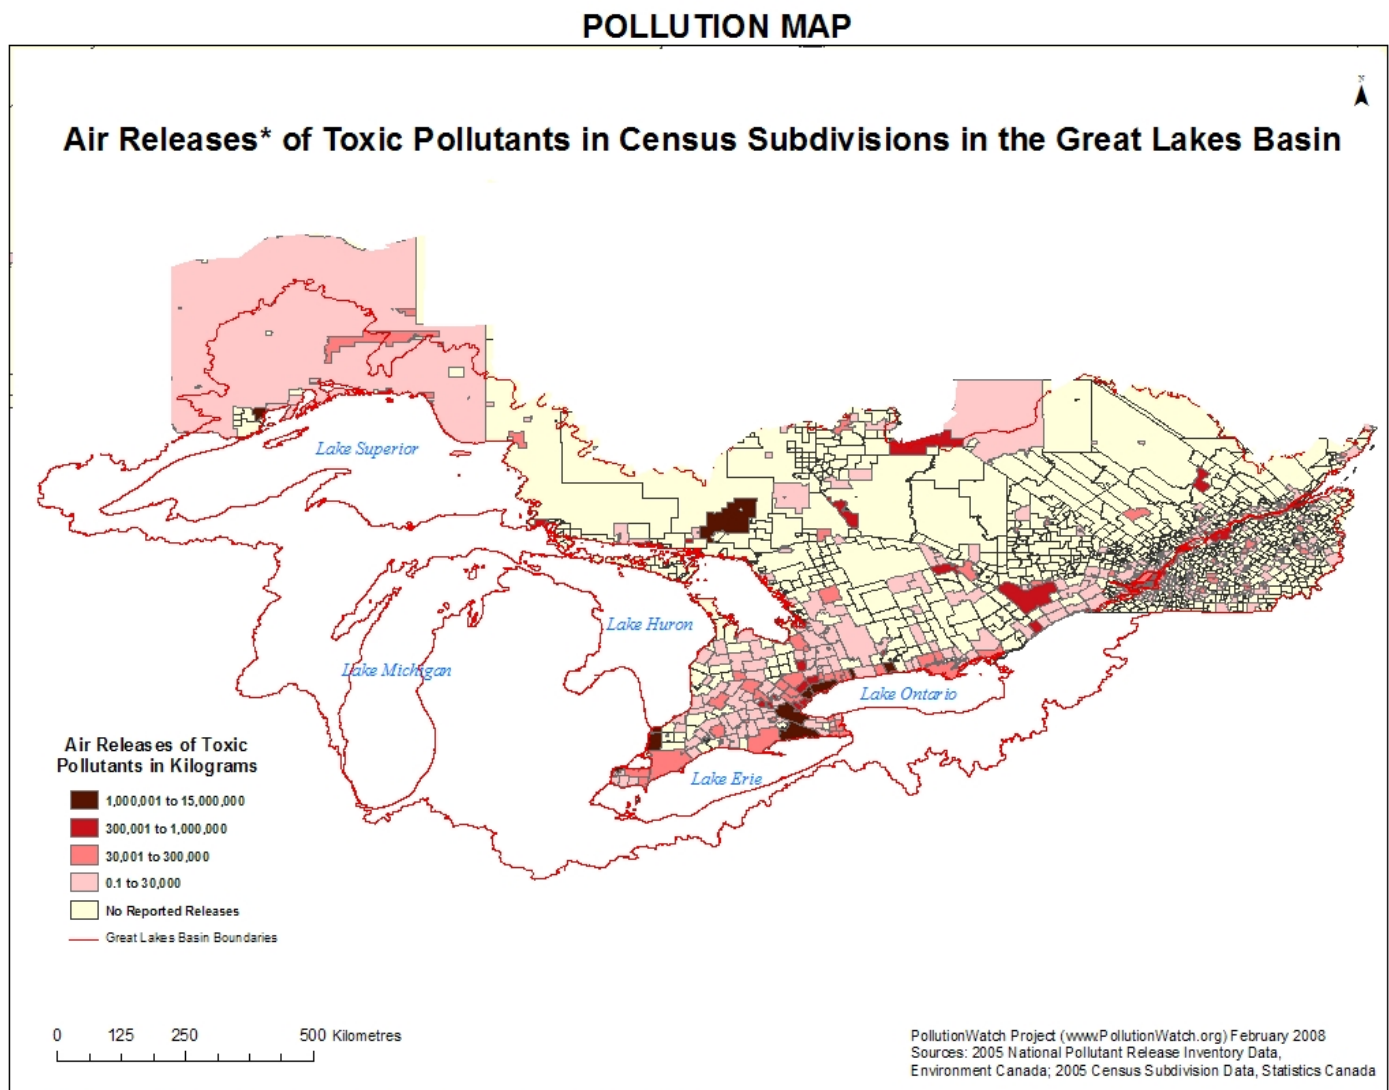 POLLUTION MAP
N
Air Releases* of Toxic Pollutants in Census Subdivisions in the Great Lakes Basin
Lake Superior
Lake Huron
Lake Michigan
Lake Ontario
Lake Erie
Air Releases of Toxic
Pollutants in Kilograms
1,000,001 to 15,000,000
300,001 to 1,000,000
30,001 to 300,000
0.1 to 30,000
No Reported Releases
Great Lakes Basin Boundaries
0 125 250 500 Kilometres
PollutionWatch Project (www.PollutionWatch.org) February 2008
Sources: 2005 National Pollutant Release Inventory Data,
Environment Canada; 2005 Census Subdivision Data, Statistics Canada